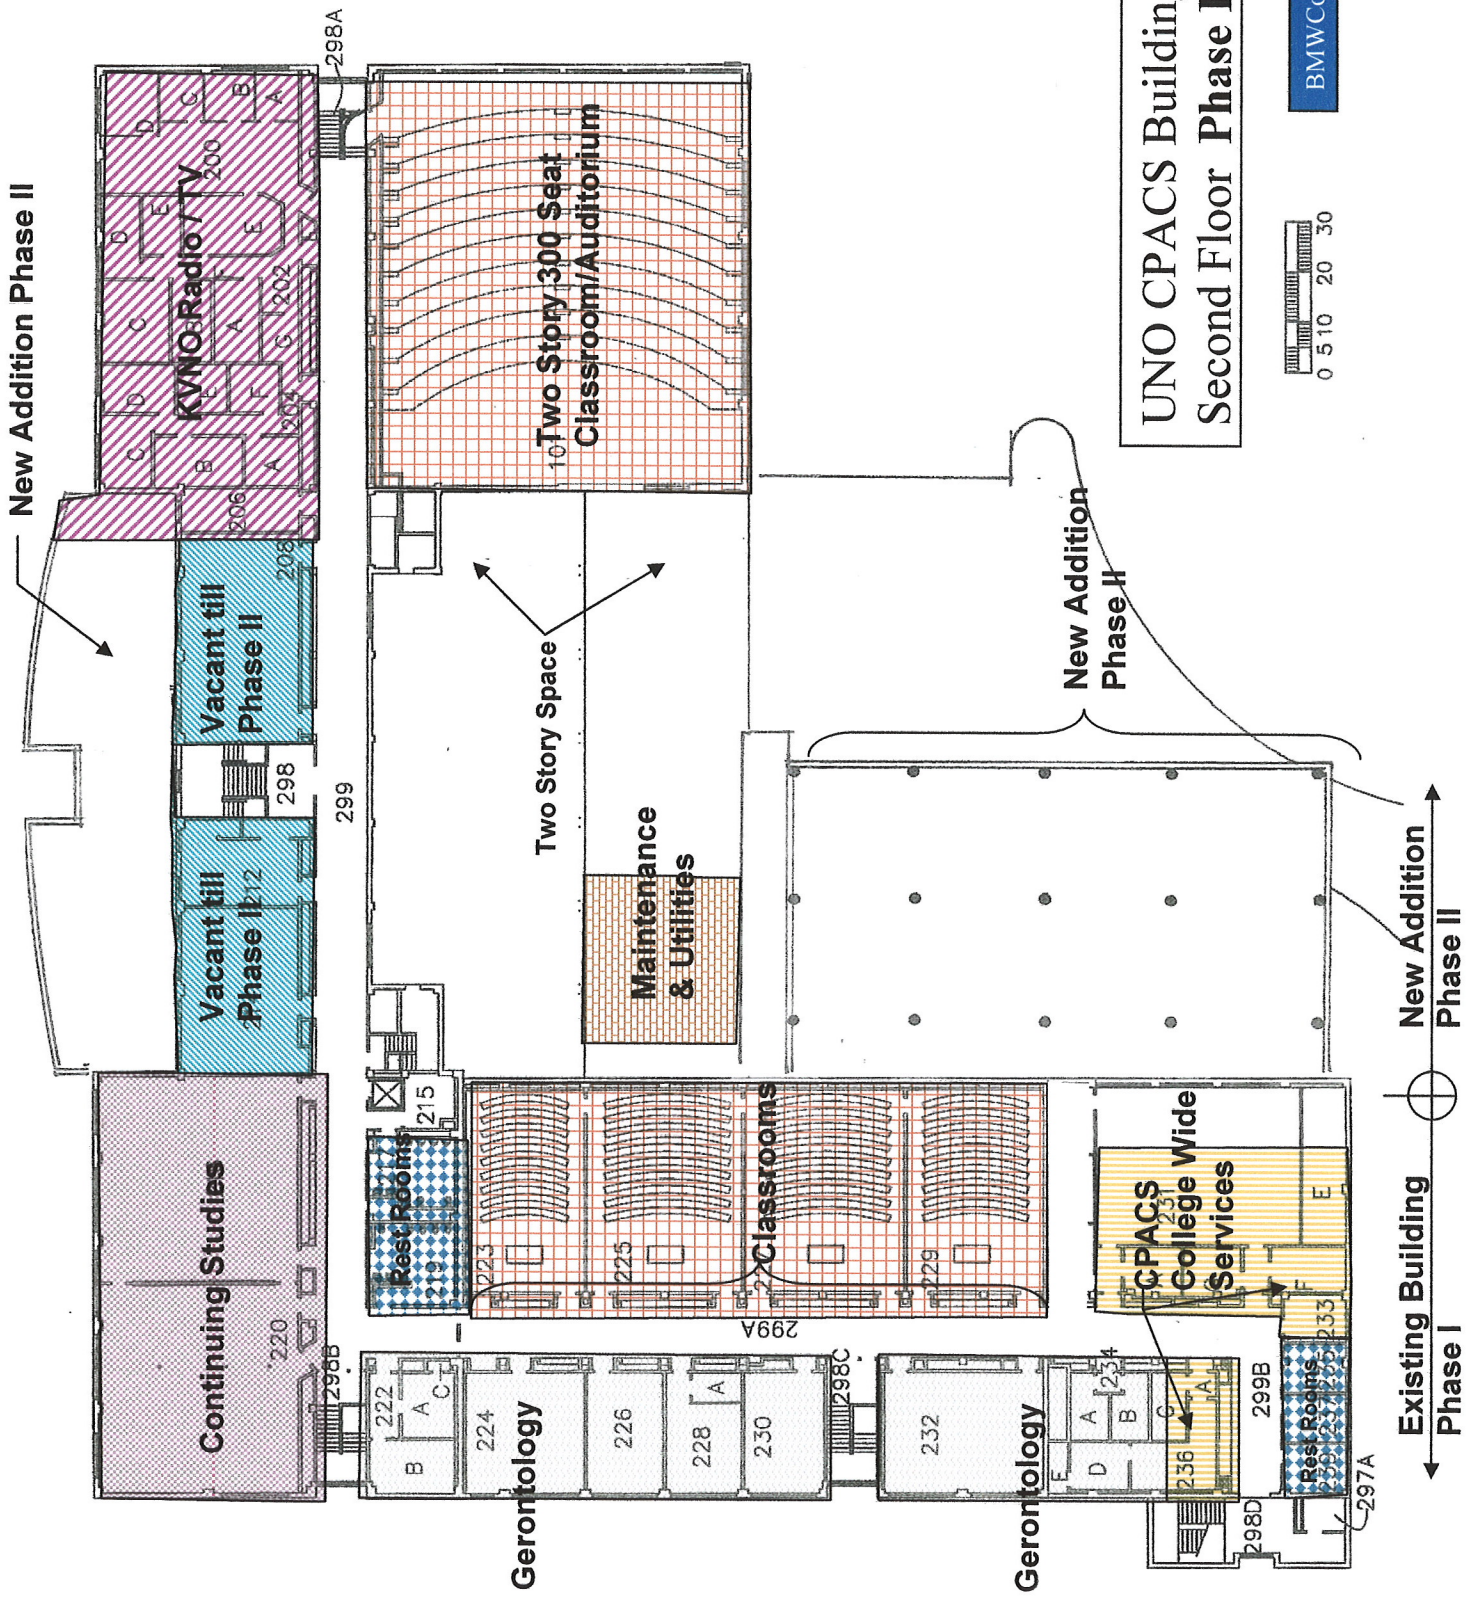 UNO CPACS Building
Second Floor Phase
BMWCo
0 5 10 20 30
New Addition Phase II
298A
D
C
B
A
200
D
E
E
KVNO Radio / TV
F
202
C
B
A
G
D
E
F
204
C
B
A
206
208
Vacant till
Phase II
298
299
Vacant till
Phase II
212
Two Story 300 Seat
Classroom/Auditorium
Two Story Space
Maintenance
& Utilities
New Addition
Phase II
New Addition
Phase II
Existing Building
Phase I
Continuing Studies
220
298B
215
Rest Rooms
219
223
225
229
Classrooms
299A
222
A
B
C
224
226
228
A
230
Gerontology
298C
232
234
A
B
C
D
E
Gerontology
236
A
CPACS
College Wide
Services
231
E
F
233
299B
Rest Rooms
298D
297A